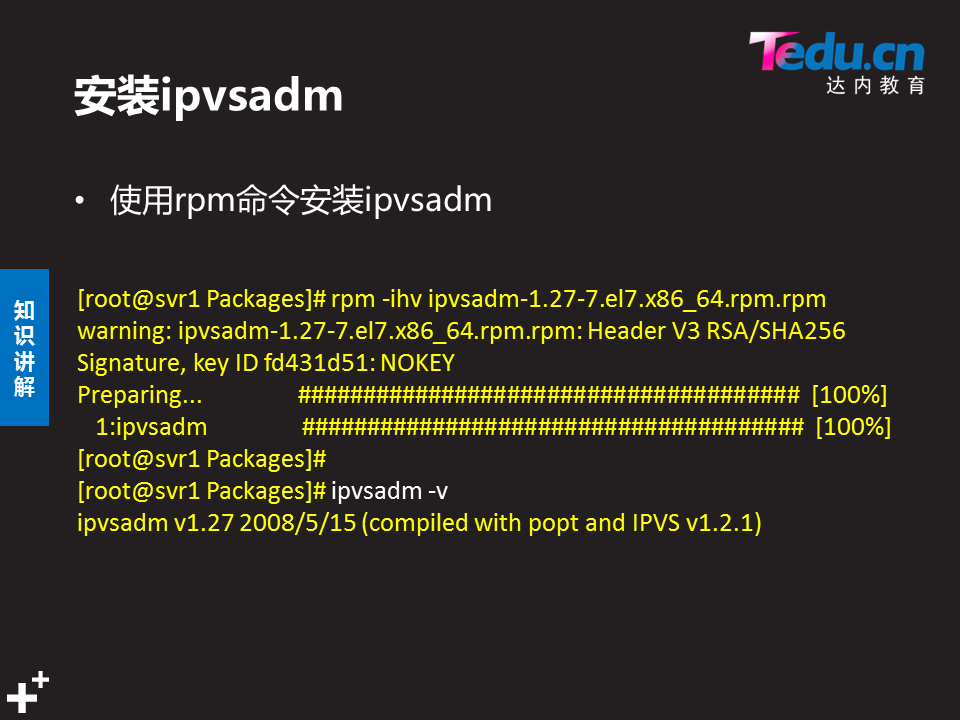 Tedu.cn
达内教育
安装ipvsadm
• 使用rpm命令安装ipvsadm
知识讲解
[root@svr1 Packages]# rpm -ihv ipvsadm-1.27-7.el7.x86_64.rpm.rpm
warning: ipvsadm-1.27-7.el7.x86_64.rpm.rpm: Header V3 RSA/SHA256
Signature, key ID fd431d51: NOKEY
Preparing... ###################################### [100%]
1:ipvsadm ###################################### [100%]
[root@svr1 Packages]#
[root@svr1 Packages]# ipvsadm -v
ipvsadm v1.27 2008/5/15 (compiled with popt and IPVS v1.2.1)